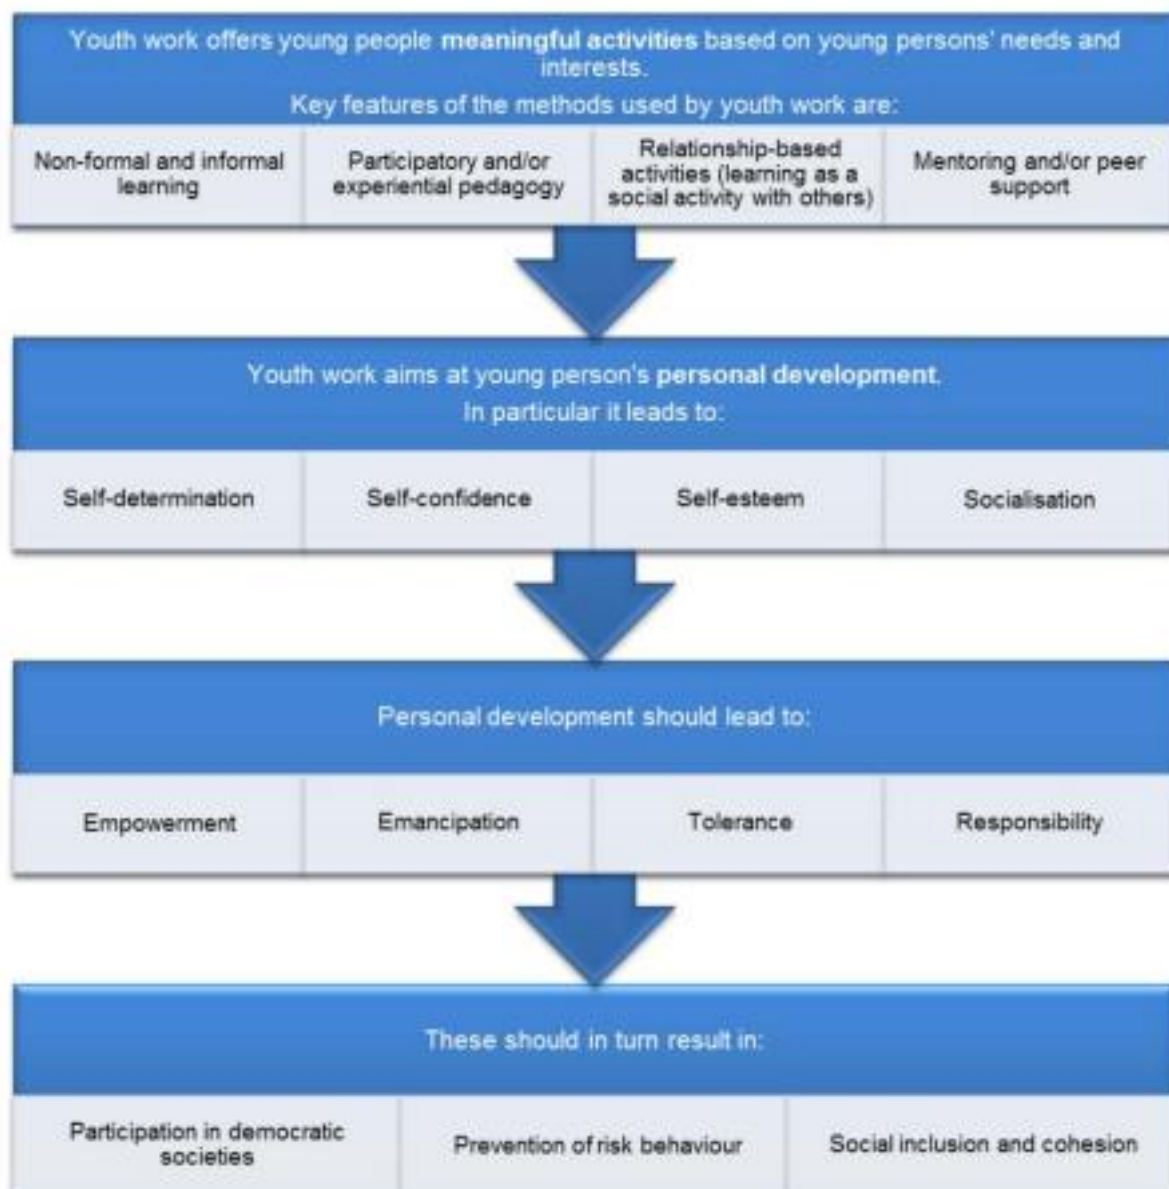 Youth work offers young people meaningful activities based on young persons' needs and
interests.
Key features of the methods used by youth work are:
Non-formal and informal
learning
Participatory and/or
experiential pedagogy
Relationship-based
activities (learning as a
social activity with others)
Mentoring and/or peer
support
Youth work aims at young person's personal development.
In particular it leads to:
Self-determination
Self-confidence
Self-esteem
Socialisation
Personal development should lead to:
Empowerment
Emancipation
Tolerance
Responsibility
These should in turn result in:
Participation in democratic
societies
Prevention of risk behaviour
Social inclusion and cohesion